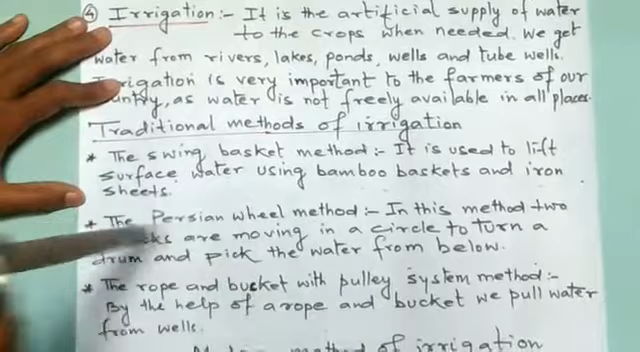 ④ Irrigation :- It is the artificial supply of water
to the crops when needed. We get
water from rivers, lakes, ponds, wells and tube wells.
Irrigation is very important to the farmers of our
as water is not freely available in all places.
Traditional methods of irrigation
* The swing basket method :- It is used to lift
surface water using bamboo baskets and iron
sheets.
* The Persian wheel method :- In this method two
are moving in a circle to turn a
drum and pick the water from below.
* The rope and bucket with pulley system method :-
By the help of a rope and bucket we pull water
from wells.
method of irrigation